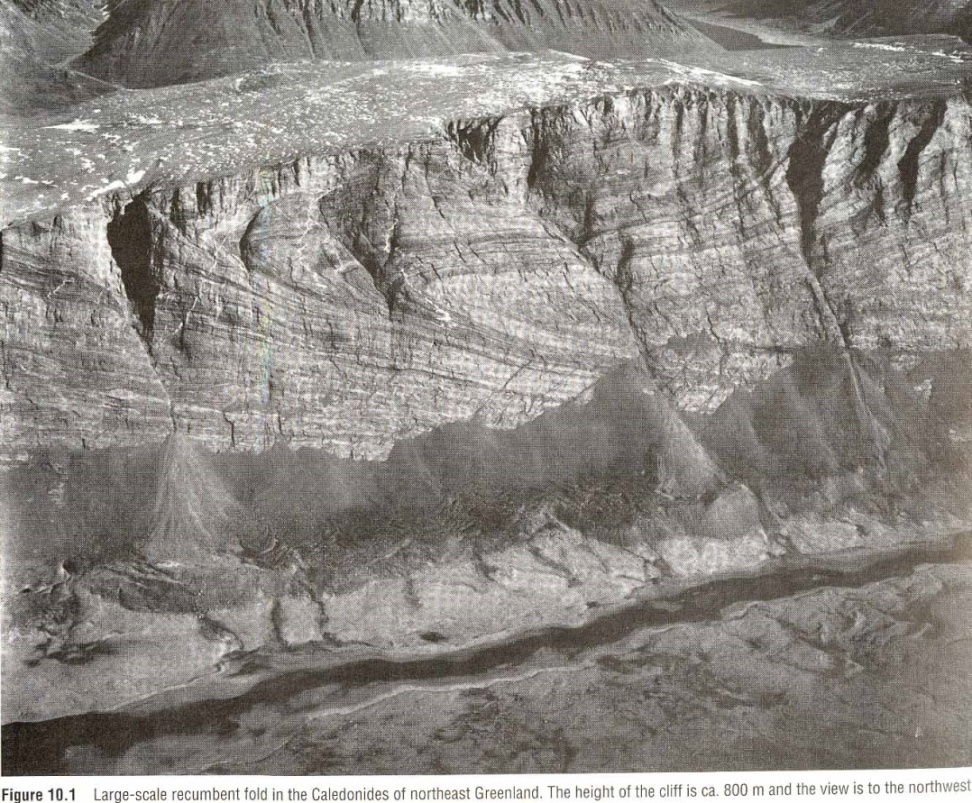 Figure 10.1 Large-scale recumbent fold in the Caledonides of northeast Greenland. The height of the cliff is ca. 800 m and the view is to the northwest